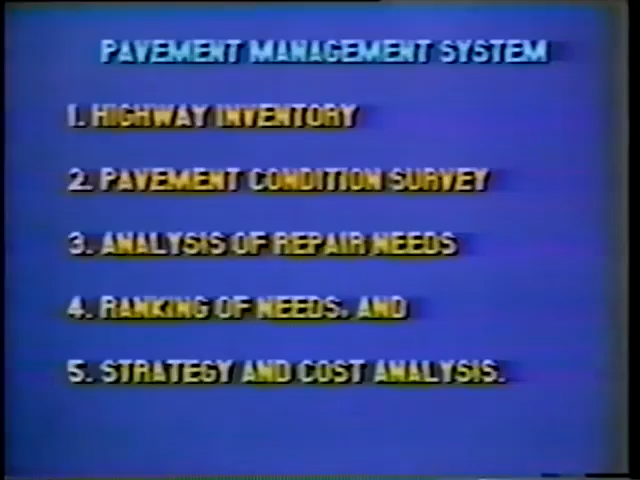 PAVEMENT MANAGEMENT SYSTEM
1. HIGHWAY INVENTORY
2. PAVEMENT CONDITION SURVEY
3. ANALYSIS OF REPAIR NEEDS
4. RANKING OF NEEDS, AND
5. STRATEGY AND COST ANALYSIS.